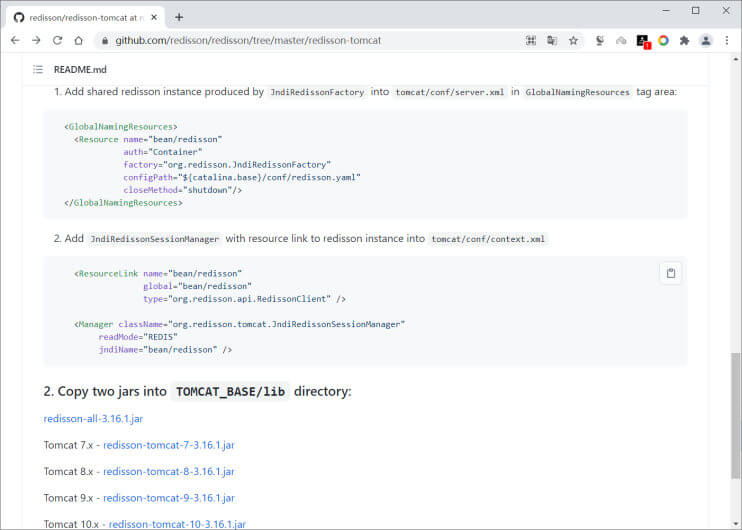 redisson/redisson-tomcat at m
github.com/redisson/redisson/tree/master/redisson-tomcat
README.md
1. Add shared redisson instance produced by JndiRedissonFactory into tomcat/conf/server.xml in GlobalNamingResources tag area:
<GlobalNamingResources>
<Resource name="bean/redisson"
auth="Container"
factory="org.redisson.JndiRedissonFactory"
configPath="${catalina.base}/conf/redisson.yaml"
closeMethod="shutdown"/>
</GlobalNamingResources>
2. Add JndiRedissonSessionManager with resource link to redisson instance into tomcat/conf/context.xml
<ResourceLink name="bean/redisson"
global="bean/redisson"
type="org.redisson.api.RedissonClient" />
<Manager className="org.redisson.tomcat.JndiRedissonSessionManager"
readMode="REDIS"
jndiName="bean/redisson" />
2. Copy two jars into TOMCAT_BASE/lib directory:
redisson-all-3.16.1.jar
Tomcat 7.x - redisson-tomcat-7-3.16.1.jar
Tomcat 8.x - redisson-tomcat-8-3.16.1.jar
Tomcat 9.x - redisson-tomcat-9-3.16.1.jar
Tomcat 10.x - redisson-tomcat-10-3.16.1.jar